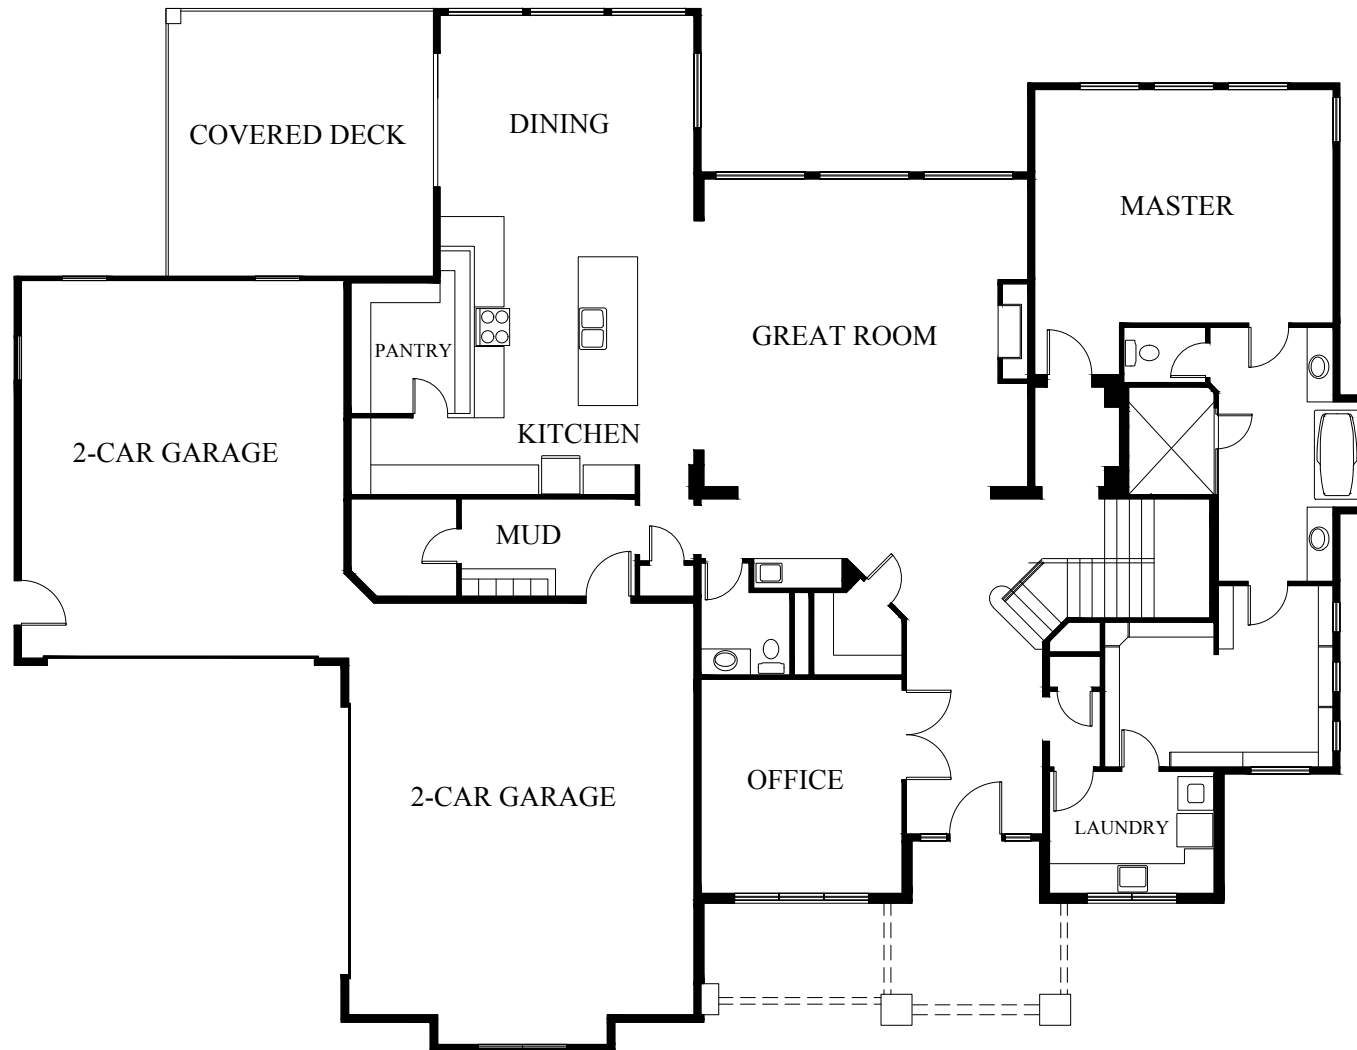 DINING
COVERED DECK
MASTER
GREAT ROOM
PANTRY
KITCHEN
2-CAR GARAGE
MUD
OFFICE
2-CAR GARAGE
LAUNDRY